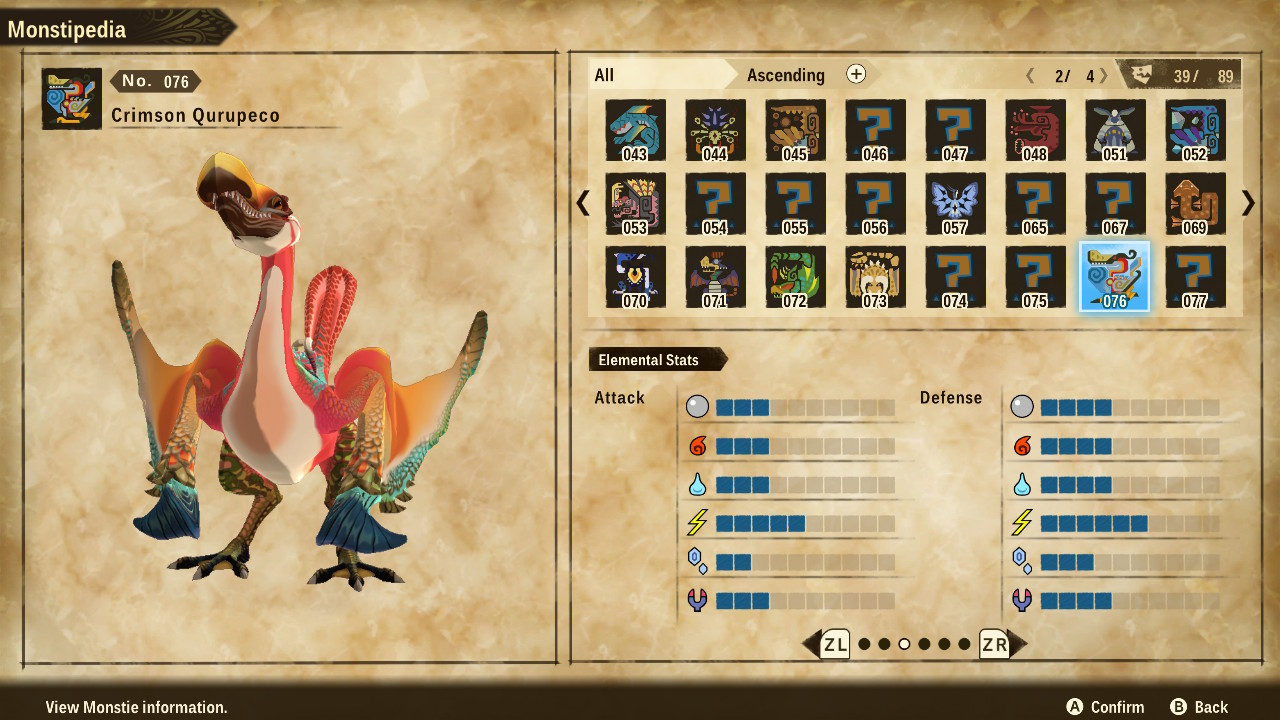 Monstipedia
No. 076
Crimson Qurupeco
All
Ascending
2/ 4
39/ 89
043 044 045 046 047 048 051 052
053 054 055 056 057 065 067 069
070 071 072 073 074 075 076 077
Elemental Stats
Attack
Defense
ZL
ZR
View Monstie information.
A Confirm
B Back